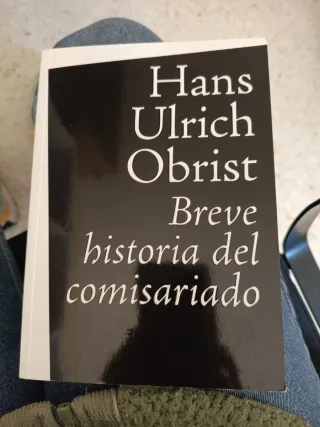 Hans
Ulrich
Obrist
Breve
historia del
comisariado